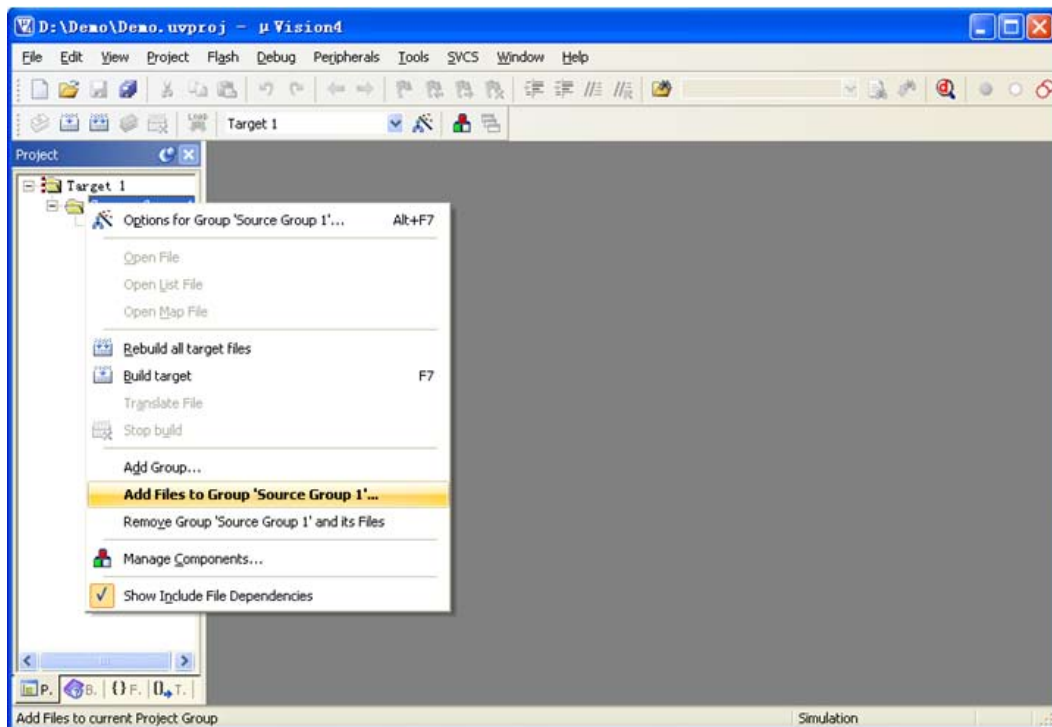 D:\Demo\Demo.uvproj - µVision4
File Edit View Project Flash Debug Peripherals Tools SVCS Window Help
Target 1
Project
Target 1
Options for Group 'Source Group 1'... Alt+F7
Open File
Open List File
Open Map File
Rebuild all target files
Build target F7
Translate File
Stop build
Add Group...
Add Files to Group 'Source Group 1'...
Remove Group 'Source Group 1' and its Files
Manage Components...
Show Include File Dependencies
P. B. {} F. 0. T.
Add Files to current Project Group Simulation